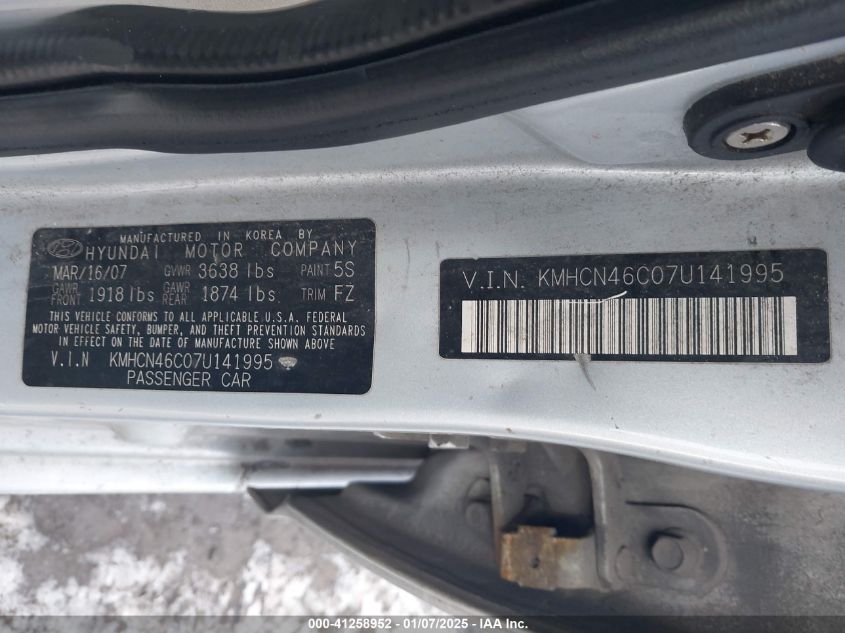 MANUFACTURED IN KOREA BY
HYUNDAI MOTOR COMPANY
MAR/16/07 GVWR 3638 lbs PAINT 5S
GAWR FRONT 1918 lbs GAWR REAR 1874 lbs TRIM FZ
THIS VEHICLE CONFORMS TO ALL APPLICABLE U.S.A. FEDERAL
MOTOR VEHICLE SAFETY, BUMPER, AND THEFT PREVENTION STANDARDS
IN EFFECT ON THE DATE OF MANUFACTURE SHOWN ABOVE
V.I.N KMHCN46C07U141995
PASSENGER CAR
V.I.N. KMHCN46C07U141995
000-41258952 - 01/07/2025 - IAA Inc.